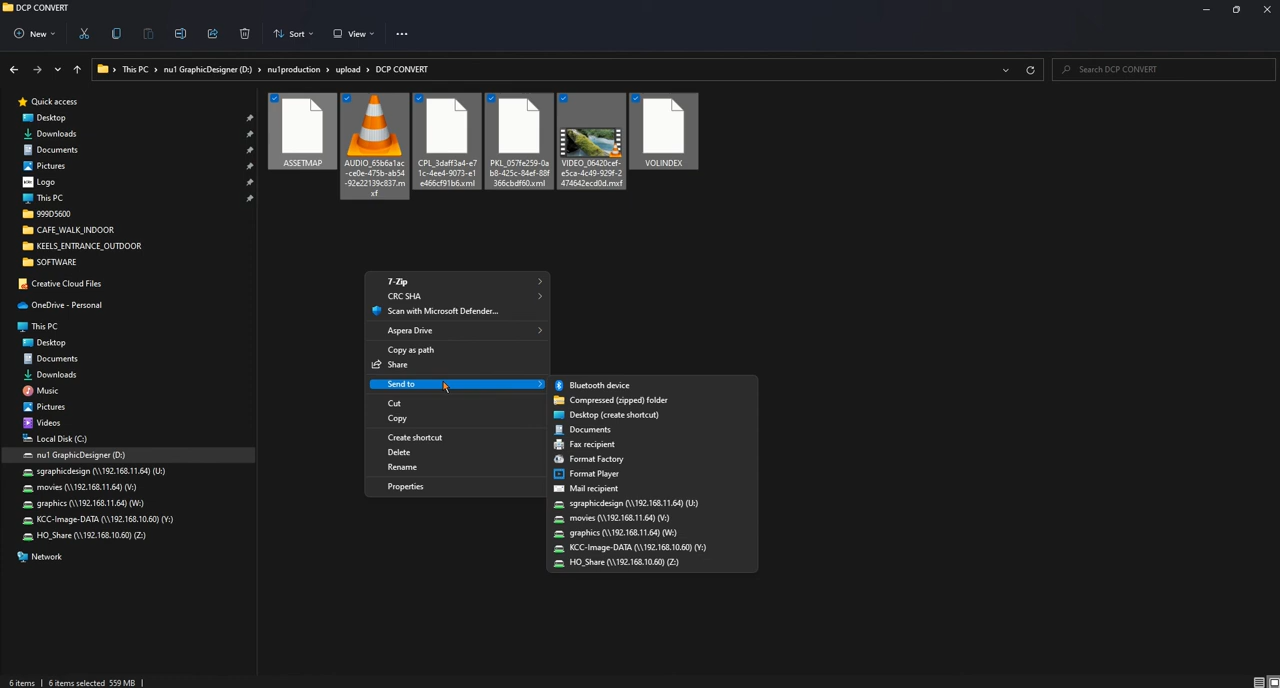 DCP CONVERT
New
Sort
View
This PC > nu1 GraphicDesigner (D:) > nu1production > upload > DCP CONVERT
Search DCP CONVERT
Quick access
Desktop
Downloads
Documents
Pictures
Logo
This PC
999D5600
CAFE_WALK_INDOOR
KEELS_ENTRANCE_OUTDOOR
SOFTWARE
Creative Cloud Files
OneDrive - Personal
This PC
Desktop
Documents
Downloads
Music
Pictures
Videos
Local Disk (C:)
nu1 GraphicDesigner (D:)
sgraphicdesign (\\192.168.11.64) (U:)
movies (\\192.168.11.64) (V:)
graphics (\\192.168.11.64) (W:)
KCC-Image-DATA (\\192.168.10.60) (Y:)
HO_Share (\\192.168.10.60) (Z:)
Network
ASSETMAP
AUDIO_65b6a1ac
-ce0e-475b-ab54
-92e22139c837.m
xf
CPL_3daff3a4-e7
1c-4ee4-9073-e1
e466cf91b6.xml
PKL_057fe259-0a
b8-425c-84ef-88f
366cbdf60.xml
VIDEO_06420cef-
e5ca-4c49-929f-2
474642ecd0d.mxf
VOLINDEX
7-Zip
CRC SHA
Scan with Microsoft Defender...
Aspera Drive
Copy as path
Share
Send to
Cut
Copy
Create shortcut
Delete
Rename
Properties
Bluetooth device
Compressed (zipped) folder
Desktop (create shortcut)
Documents
Fax recipient
Format Factory
Format Player
Mail recipient
sgraphicdesign (\\192.168.11.64) (U:)
movies (\\192.168.11.64) (V:)
graphics (\\192.168.11.64) (W:)
KCC-Image-DATA (\\192.168.10.60) (Y:)
HO_Share (\\192.168.10.60) (Z:)
6 items | 6 items selected 559 MB |